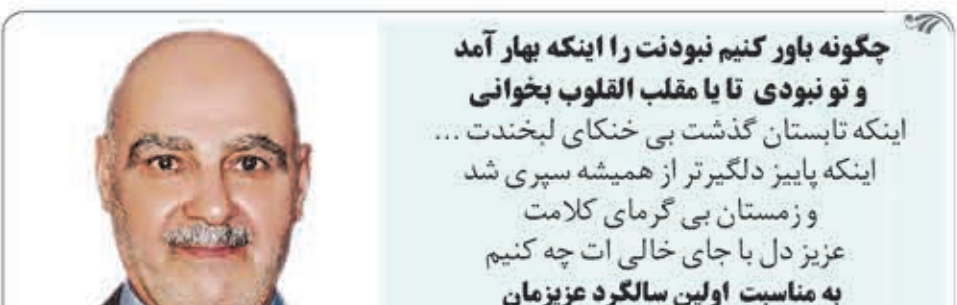 چگونه باور کنیم نبودنت را اینکه بهار آمد
و تو نبودی تا یا مقلب القلوب بخوانی
اینکه تابستان گذشت بی خنکای لبخندت ...
اینکه پاییز دلگیرتر از همیشه سپری شد
و زمستان بی گرمای کلامت
عزیز دل با جای خالی ات چه کنیم
به مناسبت اولین سالگرد عزیزمان